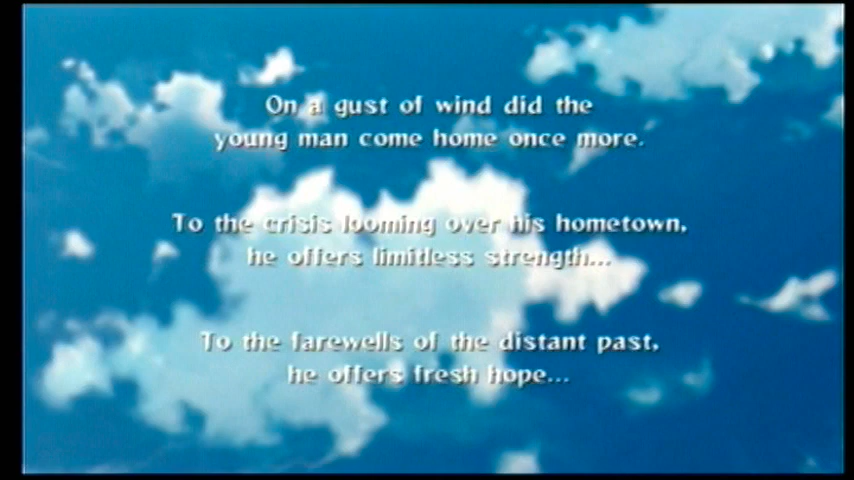 On a gust of wind did the
young man come home once more.
To the crisis looming over his hometown,
he offers limitless strength...
To the farewells of the distant past,
he offers fresh hope...